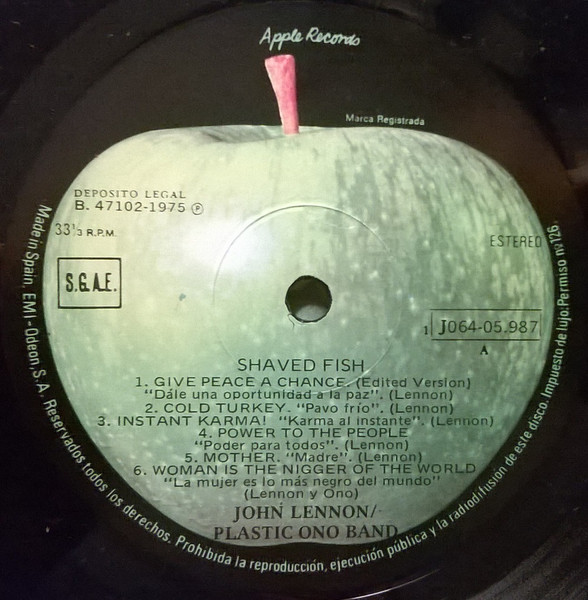 Apple Records
Marca Registrada
DEPOSITO LEGAL
B. 47102-1975 Ⓟ
33⅓ R.P.M.
ESTEREO
S.G.A.E.
1 J064-05.987
A
SHAVED FISH
1. GIVE PEACE A CHANCE. (Edited Version)
"Dále una oportunidad a la paz". (Lennon)
2. COLD TURKEY. "Pavo frío". (Lennon)
3. INSTANT KARMA! "Karma al instante". (Lennon)
4. POWER TO THE PEOPLE
"Poder para todos". (Lennon)
5. MOTHER. "Madre". (Lennon)
6. WOMAN IS THE NIGGER OF THE WORLD
"La mujer es lo más negro del mundo"
(Lennon y Ono)
JOHN LENNON/
PLASTIC ONO BAND
Made in Spain, EMI-Odeon, S.A. Reservados todos los derechos. Prohibida la reproducción, ejecución pública y la radiodifusión de este disco. Impuesto de lujo. Permiso nº 126.